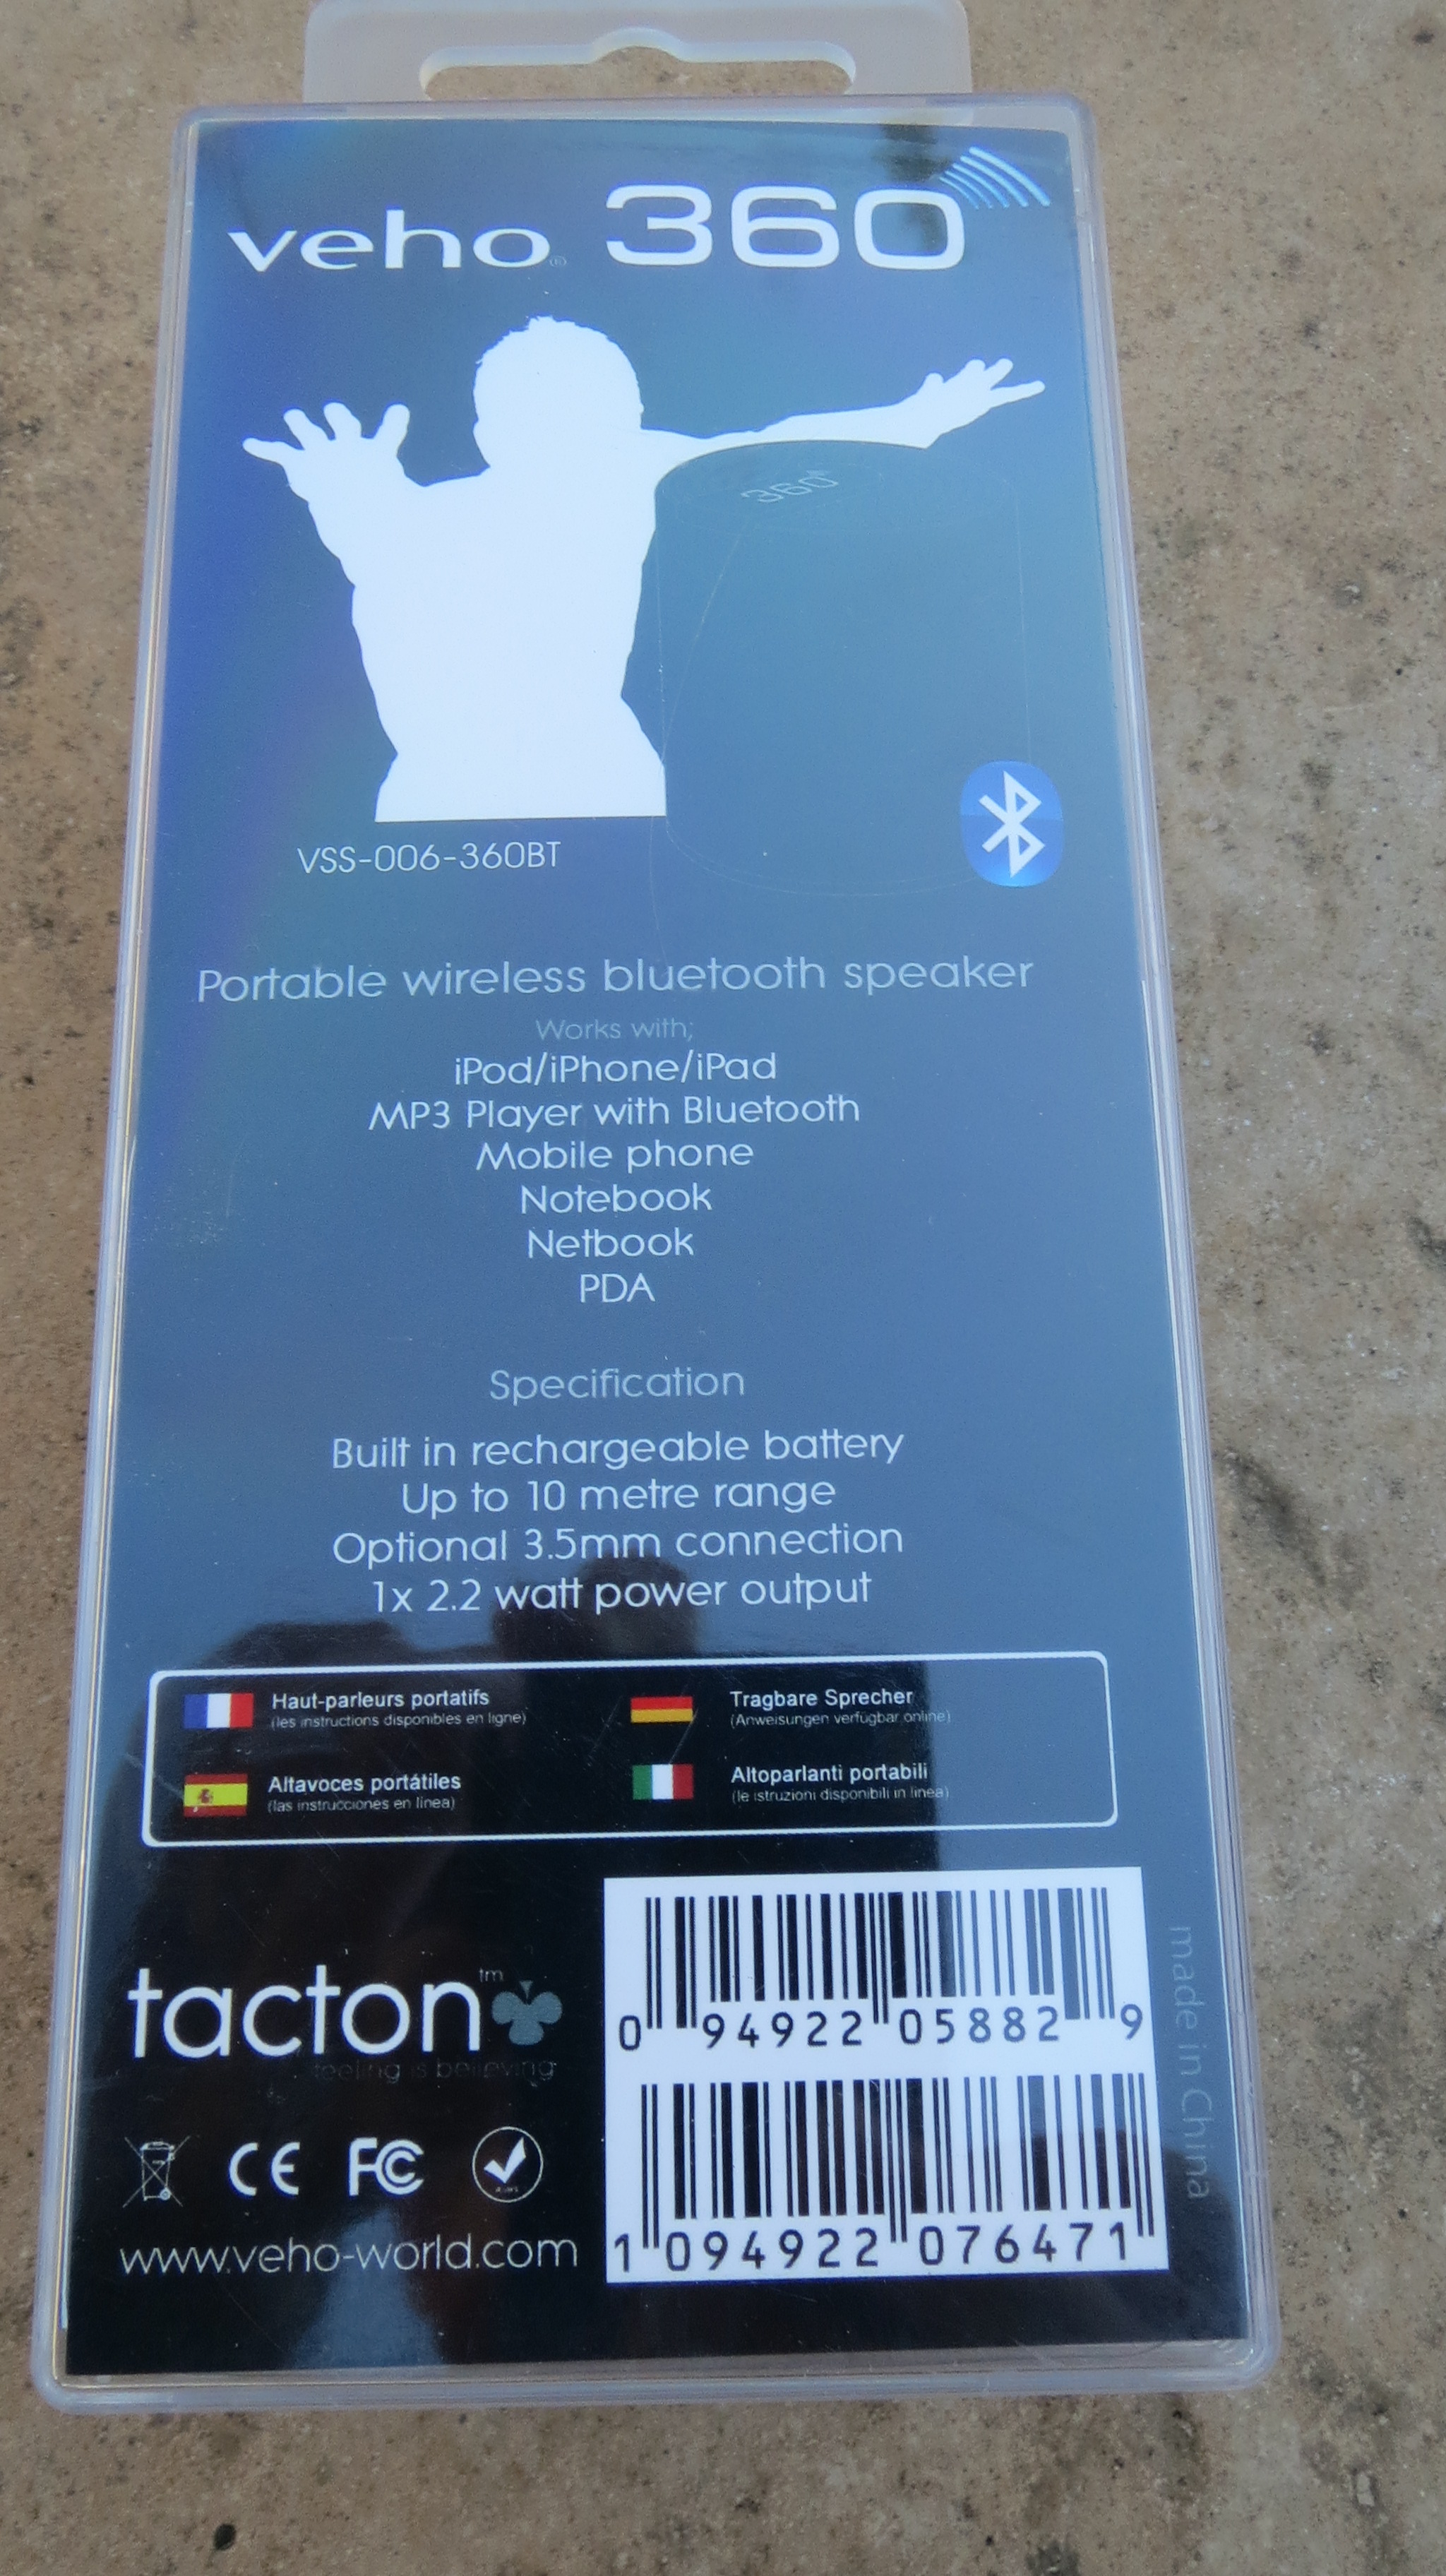 veho® 360
360°
VSS-006-360BT
Portable wireless bluetooth speaker
Works with;
iPod/iPhone/iPad
MP3 Player with Bluetooth
Mobile phone
Notebook
Netbook
PDA
Specification
Built in rechargeable battery
Up to 10 metre range
Optional 3.5mm connection
1x 2.2 watt power output
Haut-parleurs portatifs
(les instructions disponibles en ligne)
Tragbare Sprecher
(Anweisungen verfügbar online)
Altavoces portátiles
(las instrucciones en linea)
Altoparlanti portabili
(le istruzioni disponibili in linea)
tacton™
feeling is believing
CE FC
www.veho-world.com
0 94922 05882 9
1 094922 076471
made in China